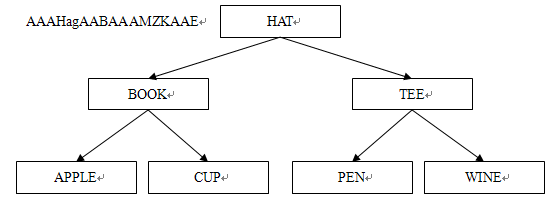 AAAHagAABAAAMZKAAE↵ HAT↵
BOOK↵ TEE↵
APPLE↵ CUP↵ PEN↵ WINE↵